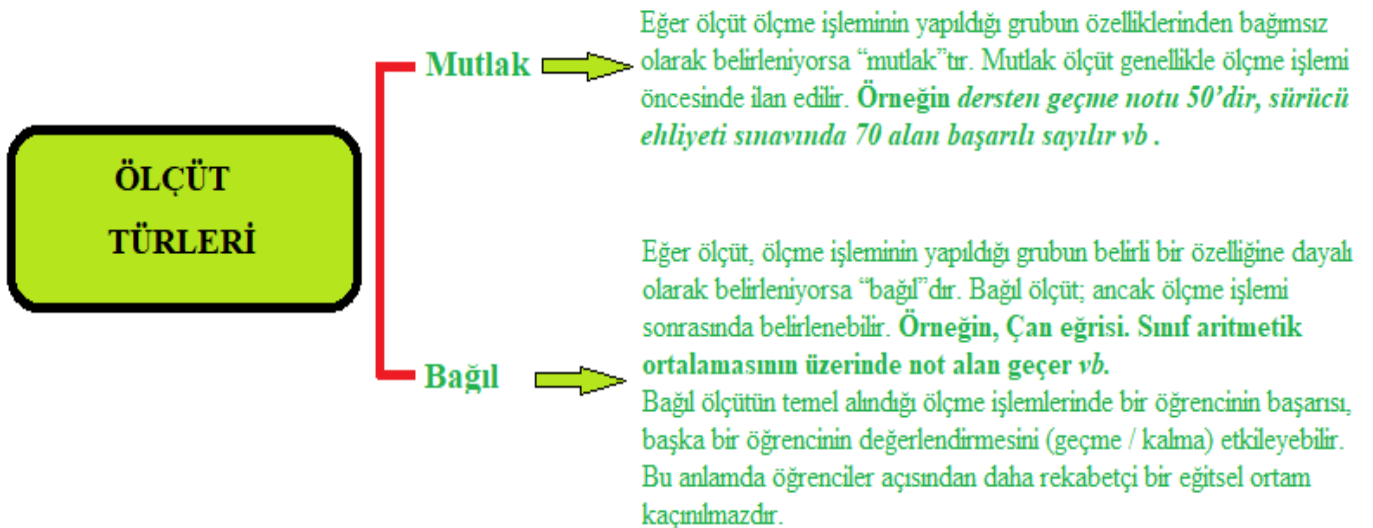 ÖLÇÜT
TÜRLERİ
Mutlak
Eğer ölçüt ölçme işleminin yapıldığı grubun özelliklerinden bağımsız
olarak belirleniyorsa “mutlak”tır. Mutlak ölçüt genellikle ölçme işlemi
öncesinde ilan edilir. Örneğin dersten geçme notu 50’dir, sürücü
ehliyeti sınavında 70 alan başarılı sayılır vb .
Bağıl
Eğer ölçüt, ölçme işleminin yapıldığı grubun belirli bir özelliğine dayalı
olarak belirleniyorsa “bağıl”dır. Bağıl ölçüt; ancak ölçme işlemi
sonrasında belirlenebilir. Örneğin, Çan eğrisi. Sınıf aritmetik
ortalamasının üzerinde not alan geçer vb.
Bağıl ölçütün temel alındığı ölçme işlemlerinde bir öğrencinin başarısı,
başka bir öğrencinin değerlendirmesini (geçme / kalma) etkileyebilir.
Bu anlamda öğrenciler açısından daha rekabetçi bir eğitsel ortam
kaçınılmazdır.